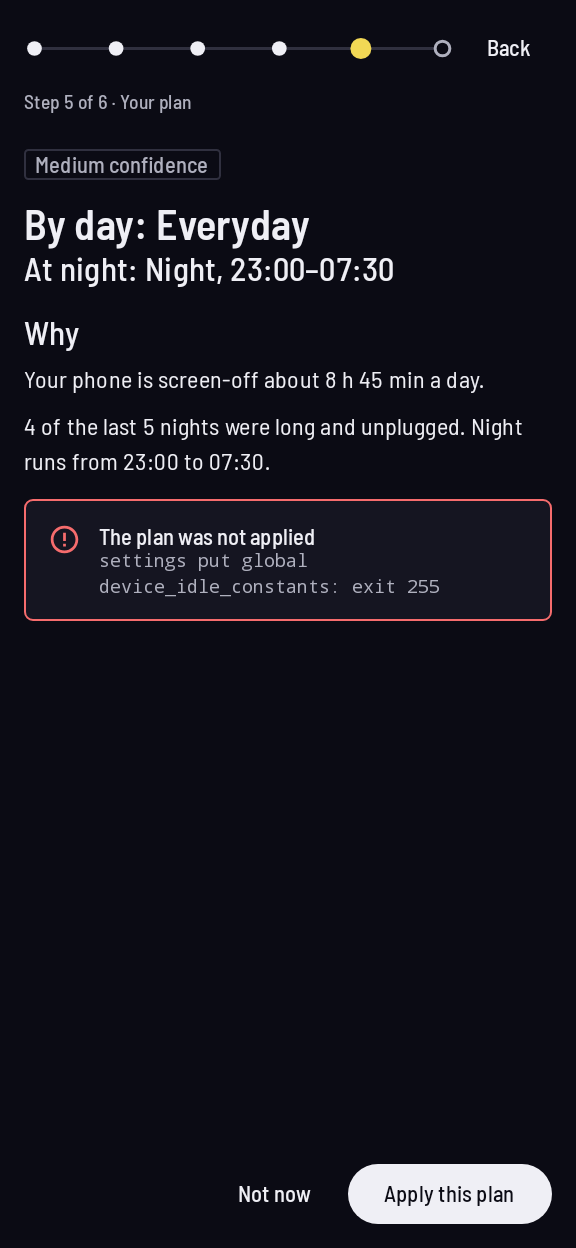 Back
Step 5 of 6 · Your plan
Medium confidence
By day: Everyday
At night: Night, 23:00–07:30
Why
Your phone is screen-off about 8 h 45 min a day.
4 of the last 5 nights were long and unplugged. Night
runs from 23:00 to 07:30.
The plan was not applied
settings put global
device_idle_constants: exit 255
Not now
Apply this plan